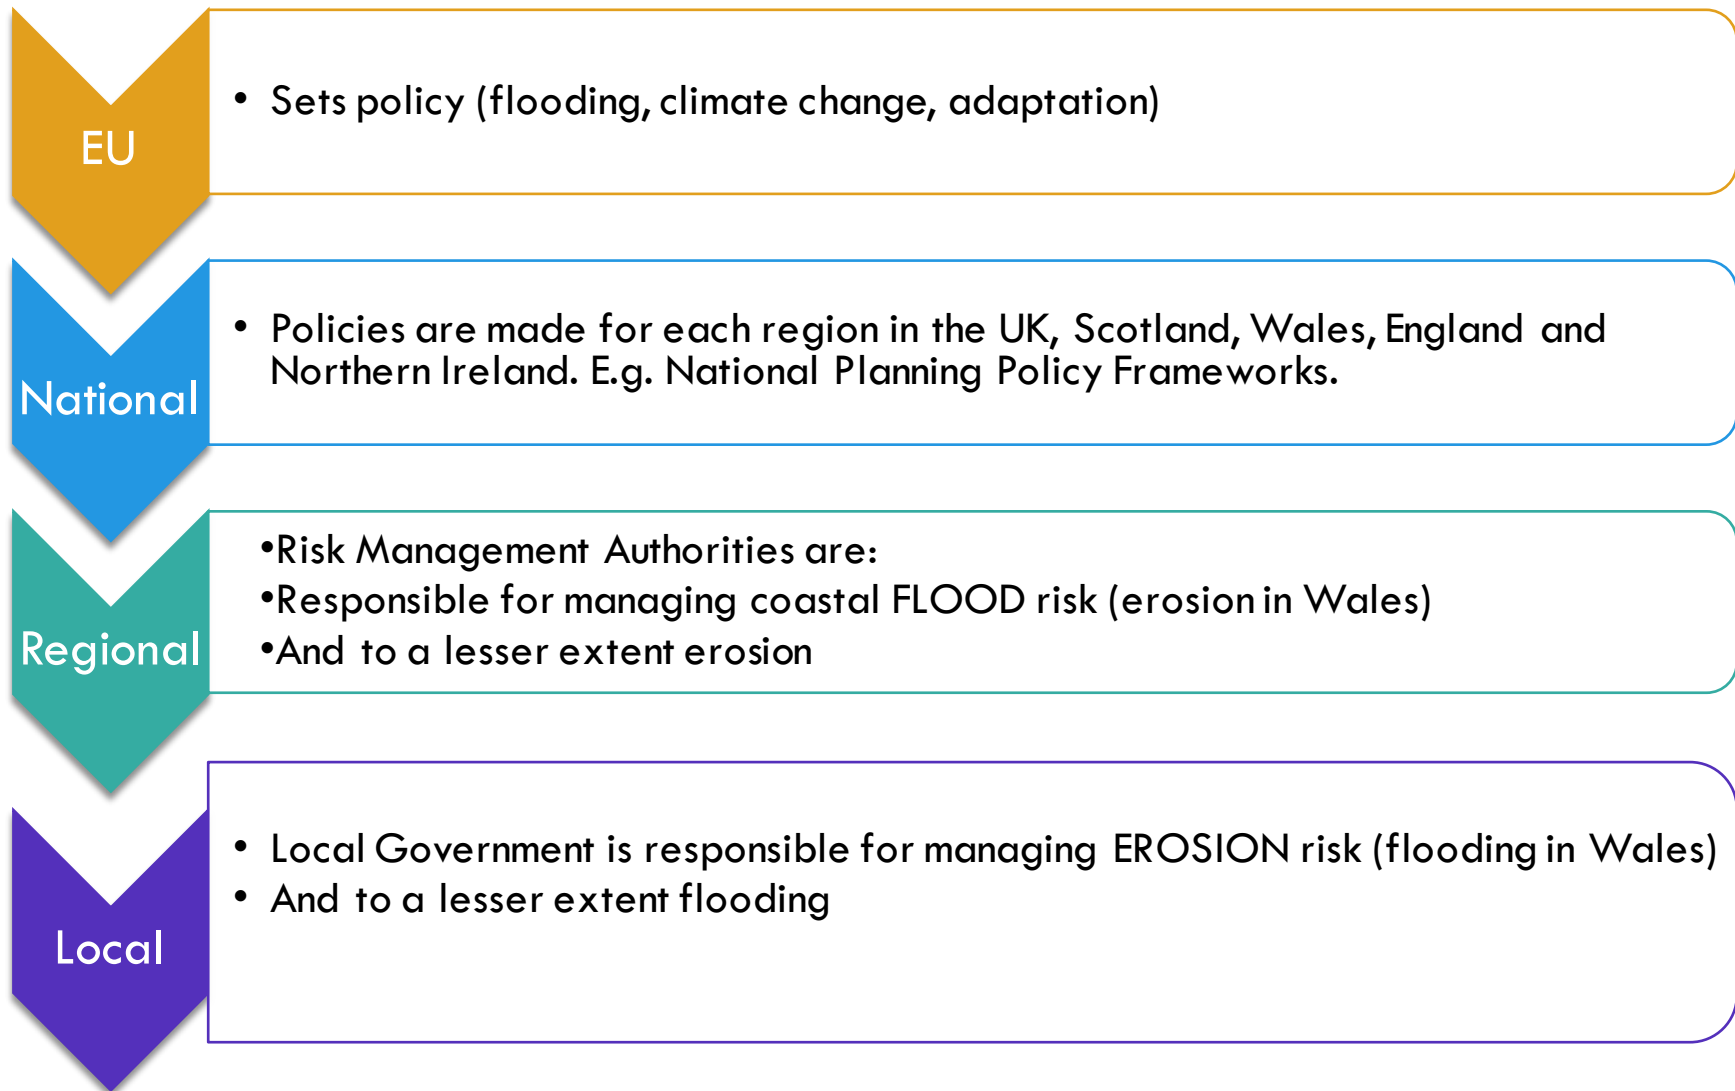 EU
• Sets policy (flooding, climate change, adaptation)
National
• Policies are made for each region in the UK, Scotland, Wales, England and
Northern Ireland. E.g. National Planning Policy Frameworks.
Regional
•Risk Management Authorities are:
•Responsible for managing coastal FLOOD risk (erosion in Wales)
•And to a lesser extent erosion
Local
• Local Government is responsible for managing EROSION risk (flooding in Wales)
• And to a lesser extent flooding